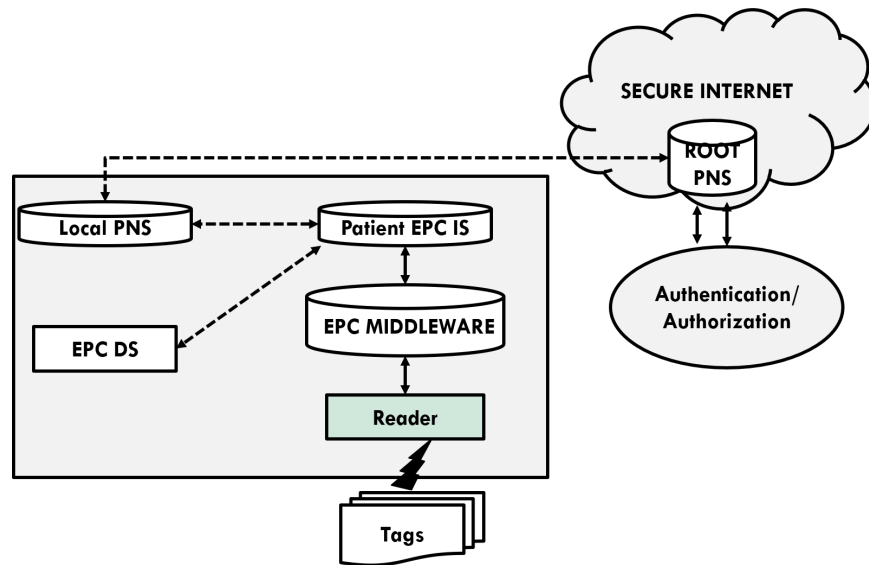 SECURE INTERNET
ROOT
PNS
Local PNS
Patient EPC IS
Authentication/
Authorization
EPC MIDDLEWARE
EPC DS
Reader
Tags